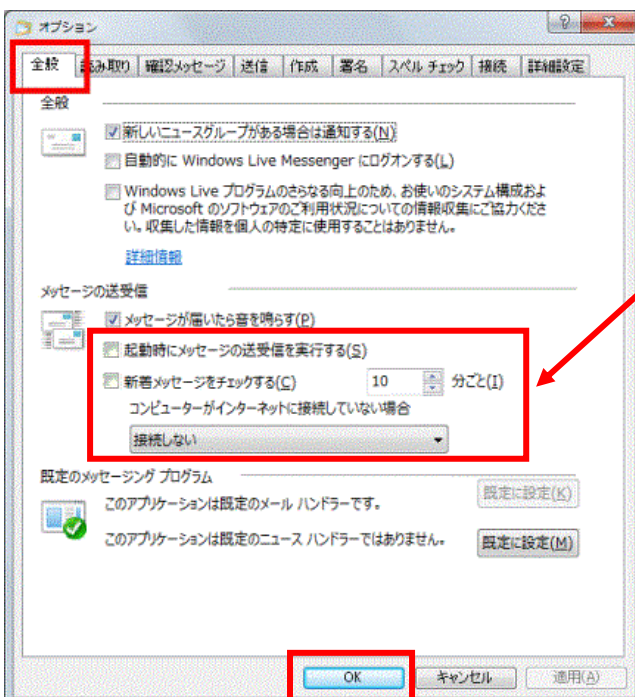 オプション
全般 読み取り 確認メッセージ 送信 作成 署名 スペル チェック 接続 詳細設定
全般
新しいニュースグループがある場合は通知する(N)
自動的に Windows Live Messenger にログオンする(L)
Windows Live プログラムのさらなる向上のため、お使いのシステム構成およ
び Microsoft のソフトウェアのご利用状況についての情報収集にご協力くださ
い。収集した情報を個人の特定に使用することはありません。
詳細情報
メッセージの送受信
メッセージが届いたら音を鳴らす(P)
起動時にメッセージの送受信を実行する(S)
新着メッセージをチェックする(C) 10 分ごと(I)
コンピューターがインターネットに接続していない場合
接続しない
既定のメッセージング プログラム
このアプリケーションは既定のメール ハンドラーです。 既定に設定(K)
このアプリケーションは既定のニュース ハンドラーではありません。 既定に設定(M)
OK キャンセル 適用(A)